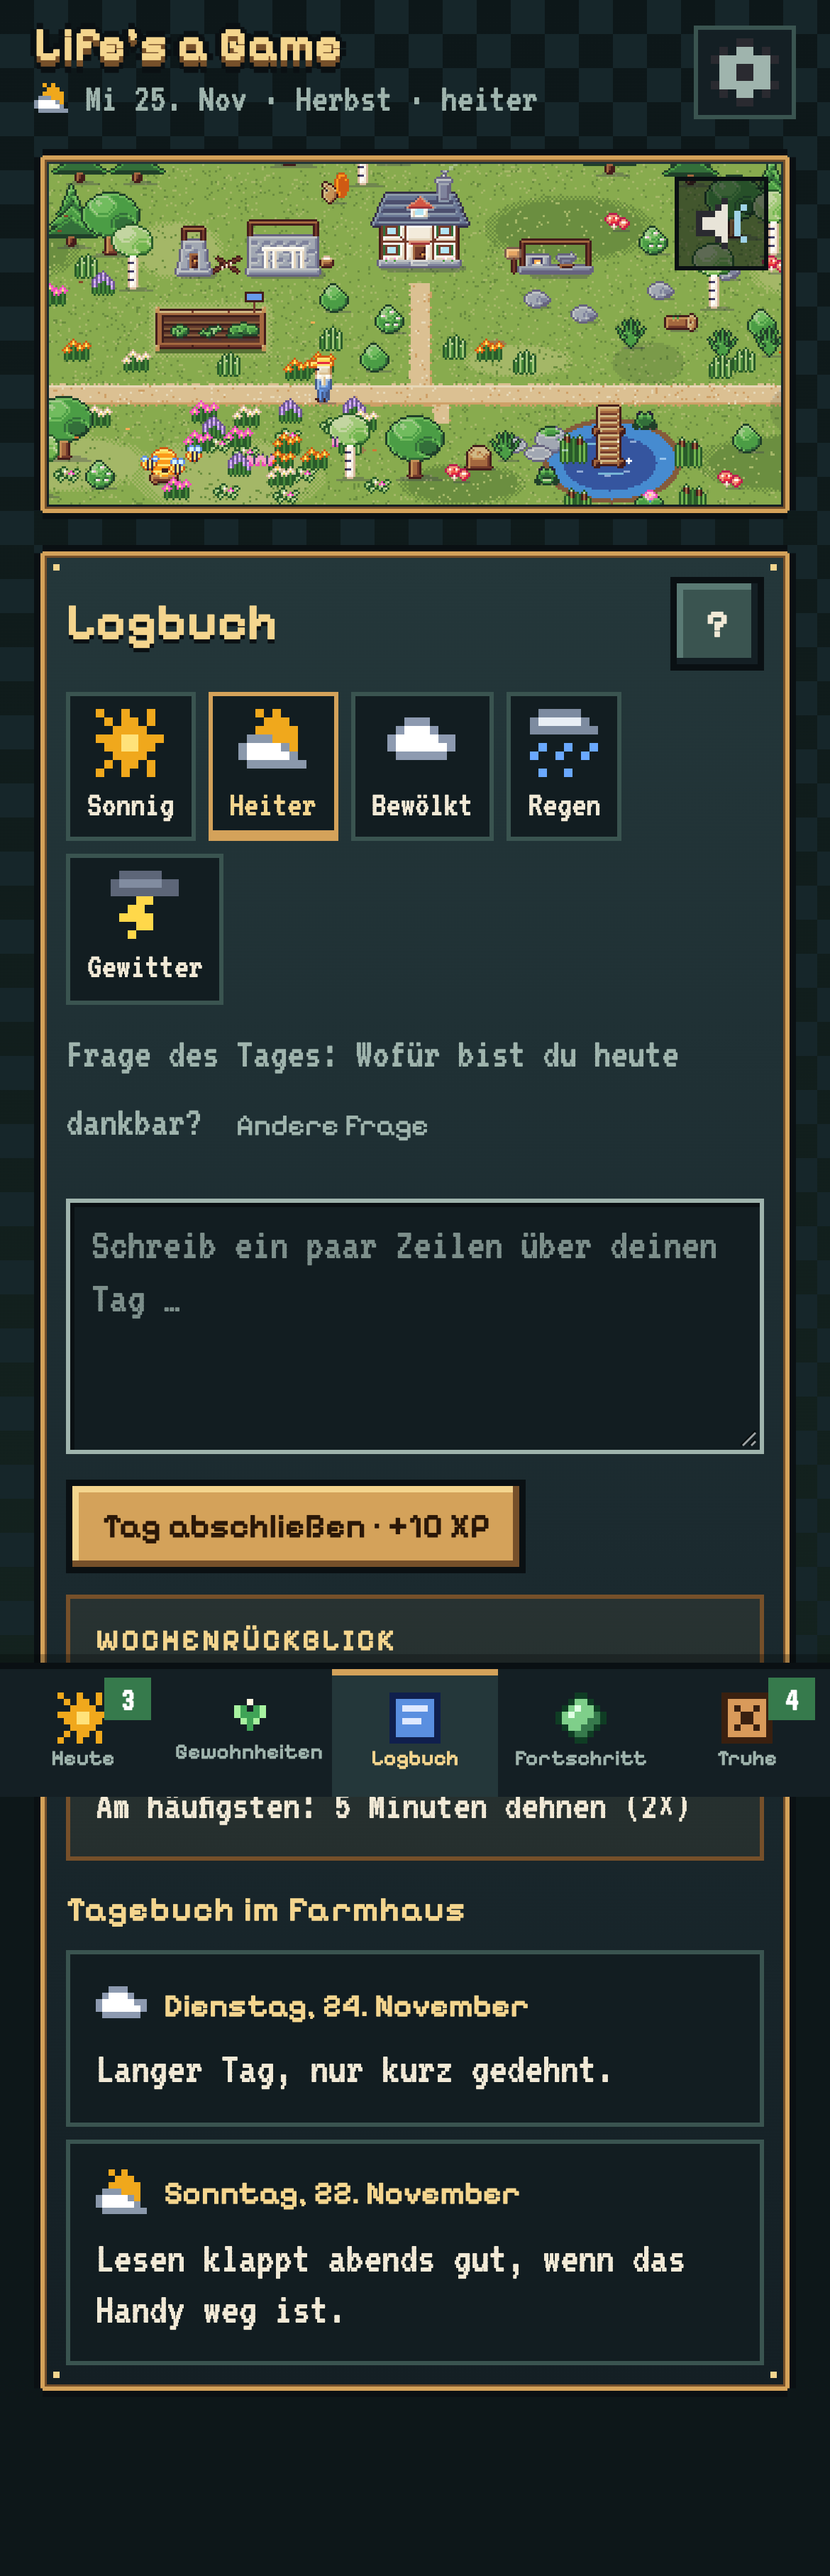 Life's a Game
Mi 25. Nov · Herbst · heiter
Logbuch
?
Sonnig
Heiter
Bewölkt
Regen
Gewitter
Frage des Tages: Wofür bist du heute
dankbar? Andere Frage
Schreib ein paar Zeilen über deinen
Tag …
Tag abschließen · +10 XP
WOCHENRÜCKBLICK
3
4
Heute
Gewohnheiten
Logbuch
Fortschritt
Truhe
Am häufigsten: 5 Minuten dehnen (2X)
Tagebuch im Farmhaus
Dienstag, 24. November
Langer Tag, nur kurz gedehnt.
Sonntag, 22. November
Lesen klappt abends gut, wenn das
Handy weg ist.